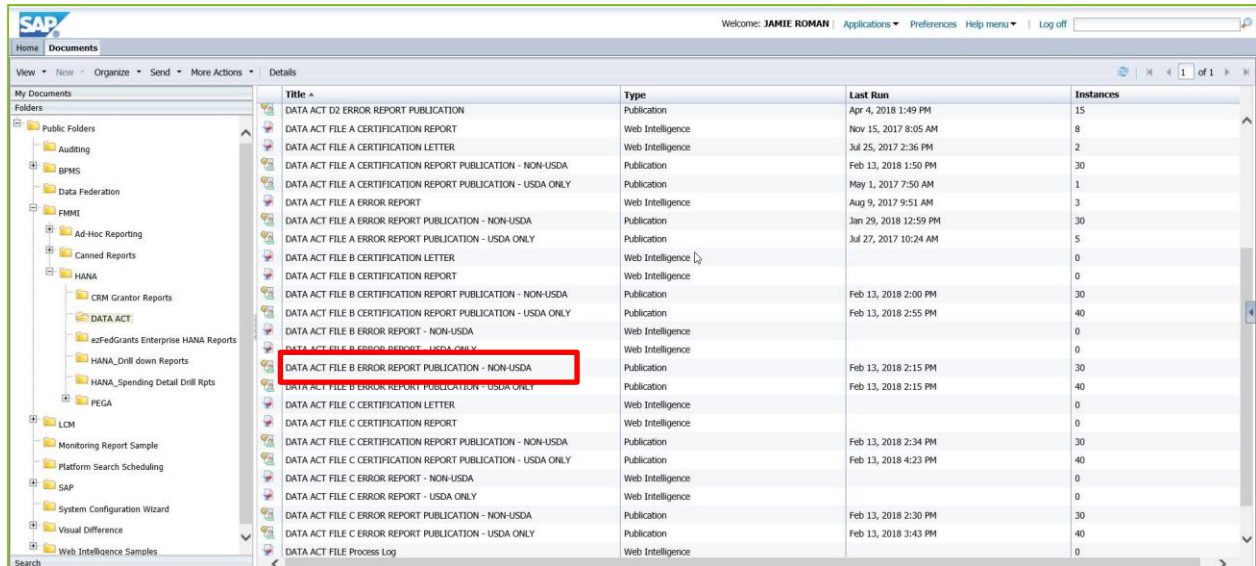 SAP
Welcome: JAMIE ROMAN | Applications Preferences Help menu | Log off
Home Documents
View New Organize Send More Actions | Details 1 of 1
My Documents
Folders
Public Folders
Auditing
BPMS
Data Federation
FMMI
Ad-Hoc Reporting
Canned Reports
HANA
CRM Grantor Reports
DATA ACT
ezFedGrants Enterprise HANA Reports
HANA_Drill down Reports
HANA_Spending Detail Drill Rpts
PEGA
LCM
Monitoring Report Sample
Platform Search Scheduling
SAP
System Configuration Wizard
Visual Difference
Web Intelligence Samples
Search
Title Type Last Run Instances
DATA ACT D2 ERROR REPORT PUBLICATION Publication Apr 4, 2018 1:49 PM 15
DATA ACT FILE A CERTIFICATION REPORT Web Intelligence Nov 15, 2017 8:05 AM 8
DATA ACT FILE A CERTIFICATION LETTER Web Intelligence Jul 25, 2017 2:36 PM 2
DATA ACT FILE A CERTIFICATION REPORT PUBLICATION - NON-USDA Publication Feb 13, 2018 1:50 PM 30
DATA ACT FILE A CERTIFICATION REPORT PUBLICATION - USDA ONLY Publication May 1, 2017 7:50 AM 1
DATA ACT FILE A ERROR REPORT Web Intelligence Aug 9, 2017 9:51 AM 3
DATA ACT FILE A ERROR REPORT PUBLICATION - NON-USDA Publication Jan 29, 2018 12:59 PM 30
DATA ACT FILE A ERROR REPORT PUBLICATION - USDA ONLY Publication Jul 27, 2017 10:24 AM 5
DATA ACT FILE B CERTIFICATION LETTER Web Intelligence 0
DATA ACT FILE B CERTIFICATION REPORT Web Intelligence 0
DATA ACT FILE B CERTIFICATION REPORT PUBLICATION - NON-USDA Publication Feb 13, 2018 2:00 PM 30
DATA ACT FILE B CERTIFICATION REPORT PUBLICATION - USDA ONLY Publication Feb 13, 2018 2:55 PM 40
DATA ACT FILE B ERROR REPORT - NON-USDA Web Intelligence 0
DATA ACT FILE B ERROR REPORT - USDA ONLY Web Intelligence 0
DATA ACT FILE B ERROR REPORT PUBLICATION - NON-USDA Publication Feb 13, 2018 2:15 PM 30
DATA ACT FILE B ERROR REPORT PUBLICATION - USDA ONLY Publication Feb 13, 2018 2:15 PM 40
DATA ACT FILE C CERTIFICATION LETTER Web Intelligence 0
DATA ACT FILE C CERTIFICATION REPORT Web Intelligence 0
DATA ACT FILE C CERTIFICATION REPORT PUBLICATION - NON-USDA Publication Feb 13, 2018 2:34 PM 30
DATA ACT FILE C CERTIFICATION REPORT PUBLICATION - USDA ONLY Publication Feb 13, 2018 4:23 PM 40
DATA ACT FILE C ERROR REPORT - NON-USDA Web Intelligence 0
DATA ACT FILE C ERROR REPORT - USDA ONLY Web Intelligence 0
DATA ACT FILE C ERROR REPORT PUBLICATION - NON-USDA Publication Feb 13, 2018 2:30 PM 30
DATA ACT FILE C ERROR REPORT PUBLICATION - USDA ONLY Publication Feb 13, 2018 3:43 PM 40
DATA ACT FILE Process Log Web Intelligence 0